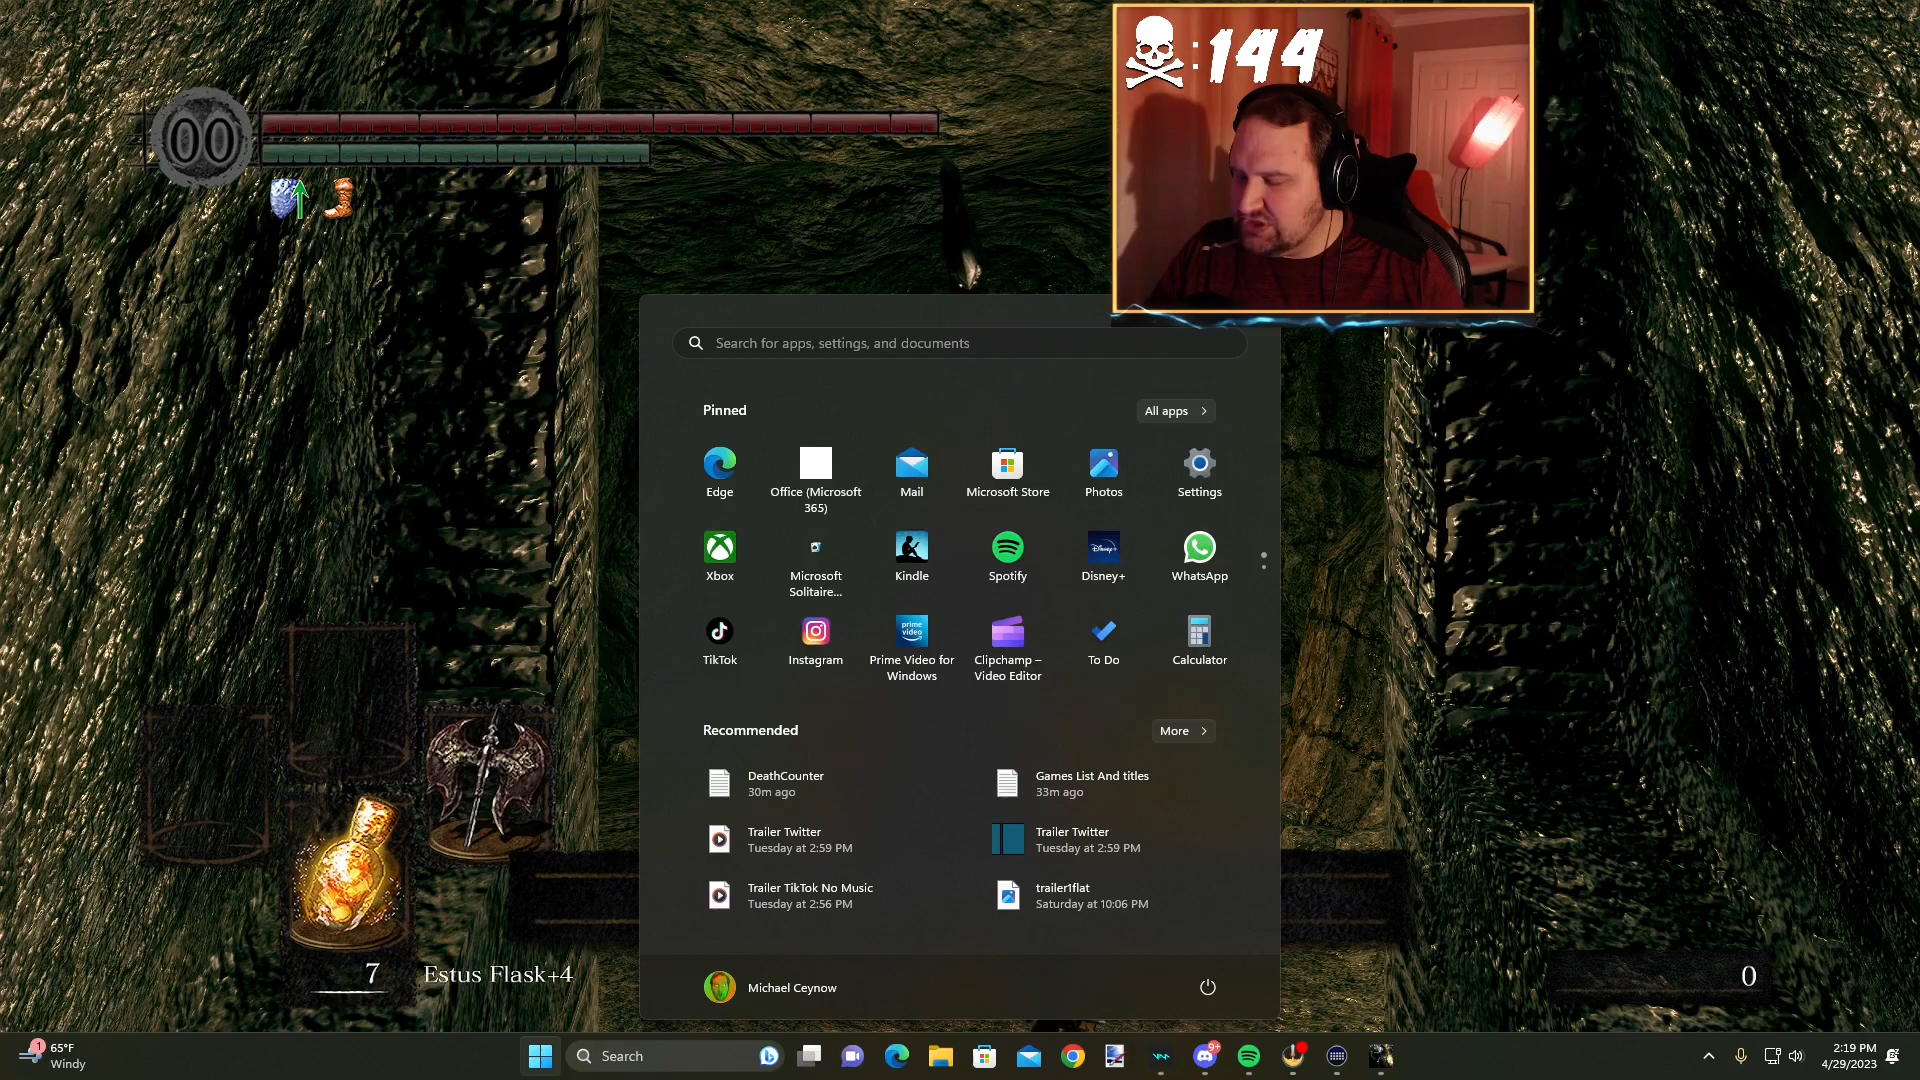 :144
00
Search for apps, settings, and documents
Pinned
All apps
Edge
Office (Microsoft
365)
Mail
Microsoft Store
Photos
Settings
Xbox
Microsoft
Solitaire...
Kindle
Spotify
Disney+
Disney+
WhatsApp
TikTok
Instagram
prime
video
Prime Video for
Windows
Clipchamp –
Video Editor
To Do
Calculator
Recommended
More
DeathCounter
30m ago
Games List And titles
33m ago
Trailer Twitter
Tuesday at 2:59 PM
Trailer Twitter
Tuesday at 2:59 PM
Trailer TikTok No Music
Tuesday at 2:56 PM
trailer1flat
Saturday at 10:06 PM
7
Estus Flask+4
0
Michael Ceynow
1
65°F
Windy
Search
9+
2:19 PM
4/29/2023